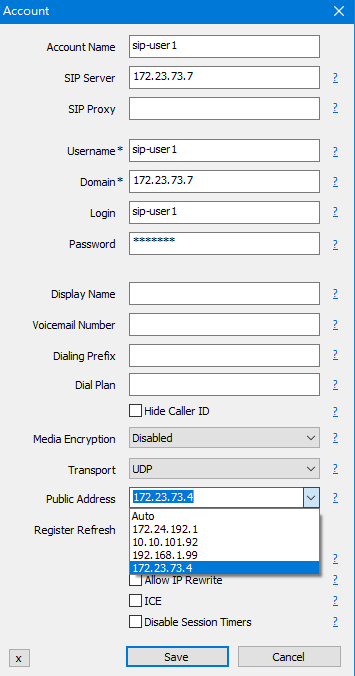 Account
Account Name sip-user1
SIP Server 172.23.73.7 ?
SIP Proxy ?
Username * sip-user1 ?
Domain * 172.23.73.7 ?
Login sip-user1 ?
Password ******* ?
Display Name ?
Voicemail Number ?
Dialing Prefix ?
Dial Plan ?
Hide Caller ID ?
Media Encryption Disabled ?
Transport UDP ?
Public Address 172.23.73.4 ?
Auto
172.24.192.1
Register Refresh
10.10.101.92
192.168.1.99 ?
172.23.73.4
Allow IP Rewrite ?
ICE ?
Disable Session Timers ?
x Save Cancel